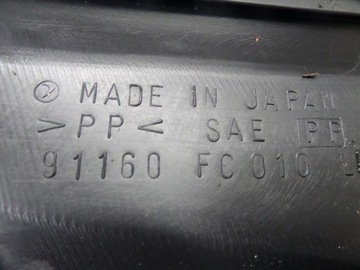 MADE IN JAPAN
>PP< SAE PP
91160 FC010